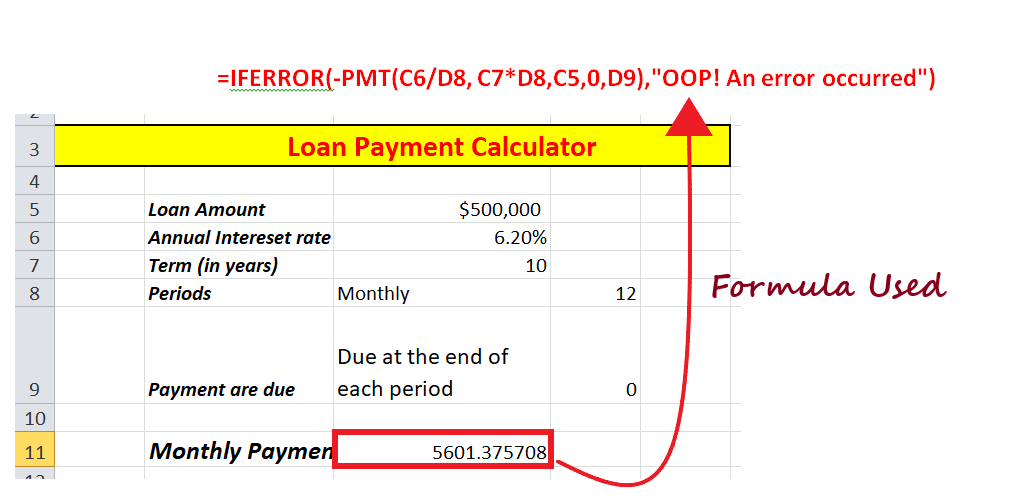 =IFERROR(-PMT(C6/D8, C7*D8,C5,0,D9),"OOP! An error occurred")
3 Loan Payment Calculator
4
5 Loan Amount $500,000
6 Annual Intereset rate 6.20%
7 Term (in years) 10
8 Periods Monthly 12
Formula Used
Due at the end of
9 Payment are due each period 0
10
11 Monthly Paymen 5601.375708